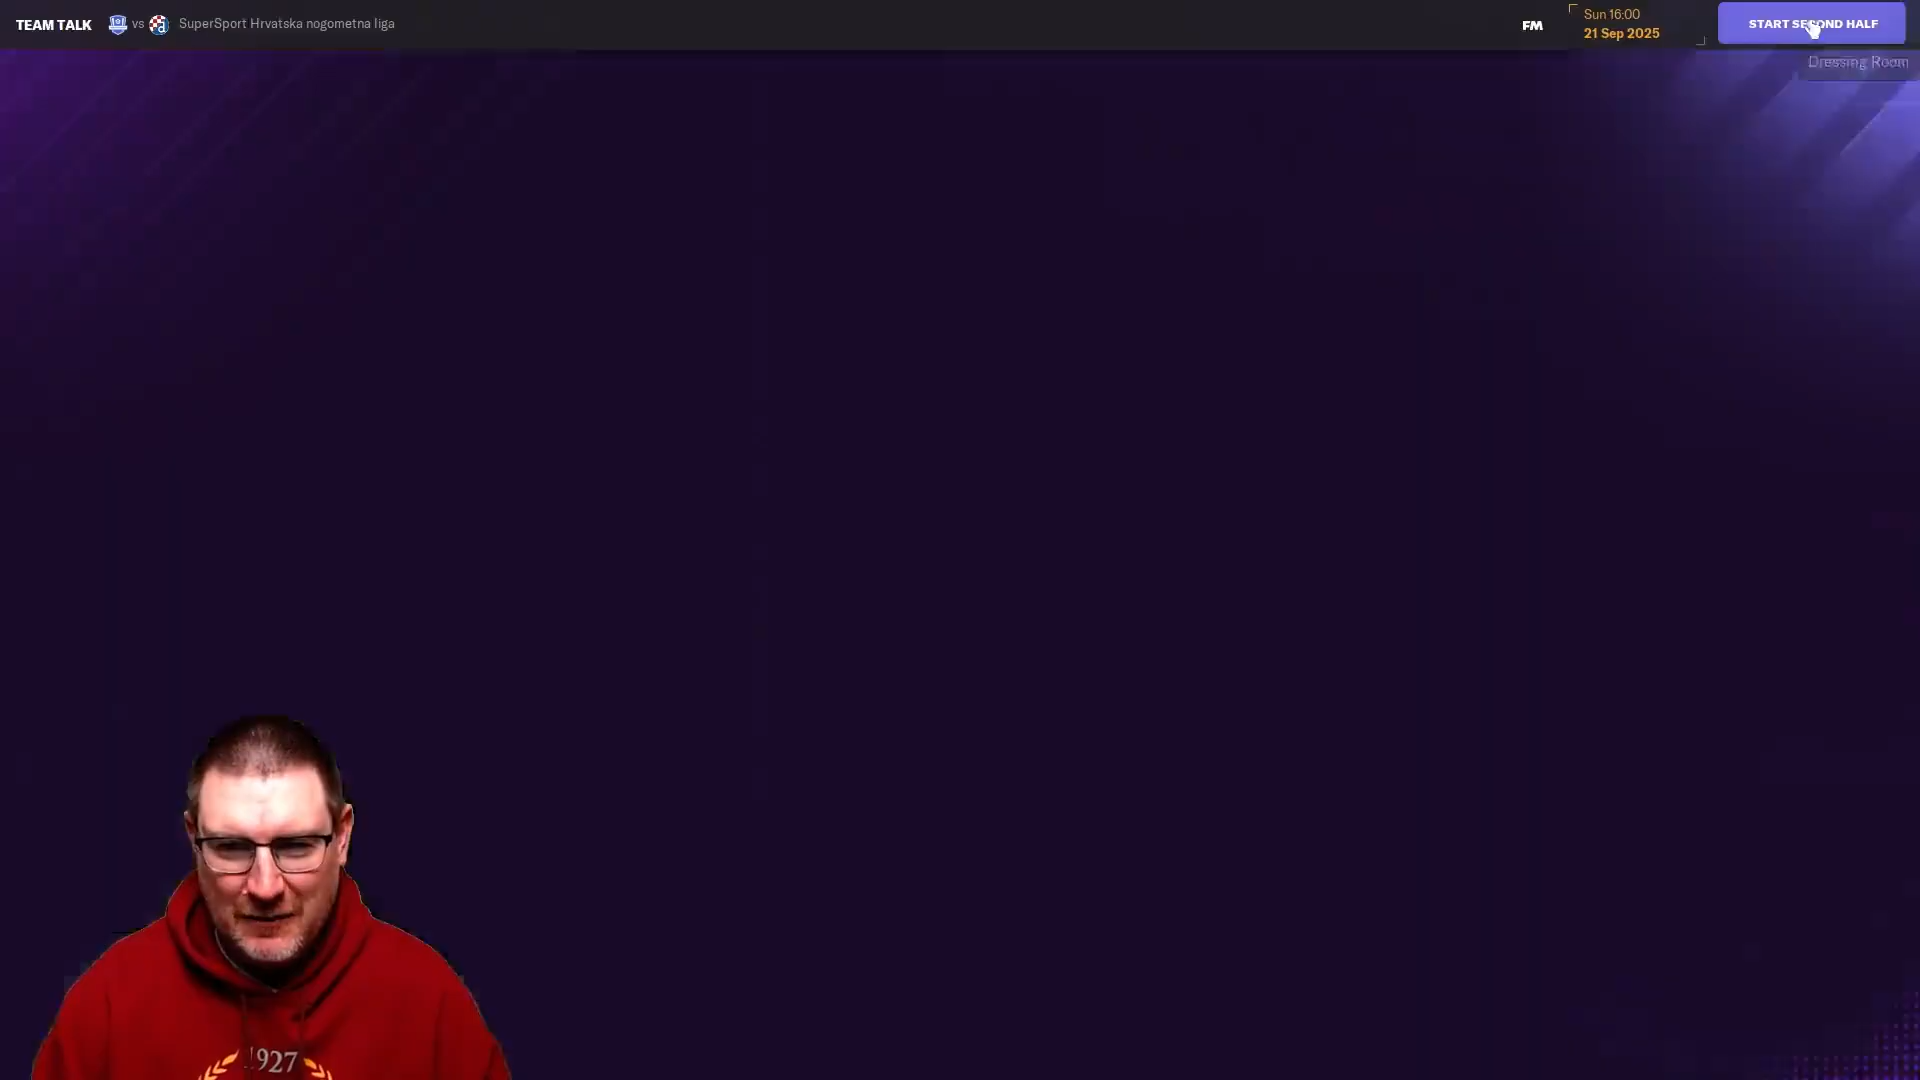 TEAM TALK
vs
SuperSport Hrvatska nogometna liga
FM
Sun 16:00
21 Sep 2025
START SECOND HALF
Dressing Room
1927